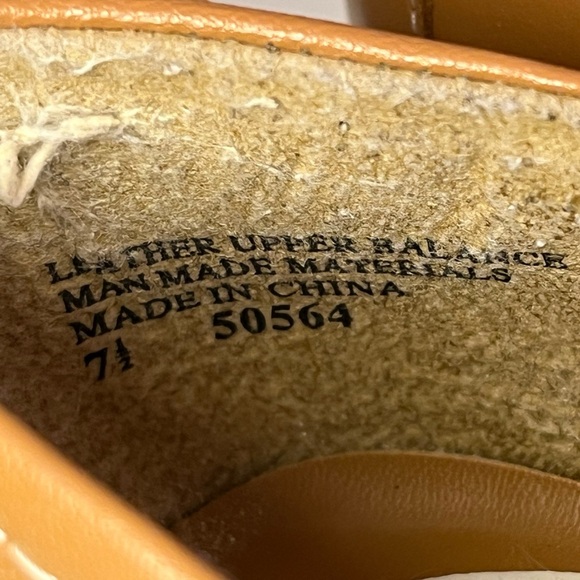 LEATHER UPPER BALANCE
MAN MADE MATERIALS
MADE IN CHINA
7½ 50564